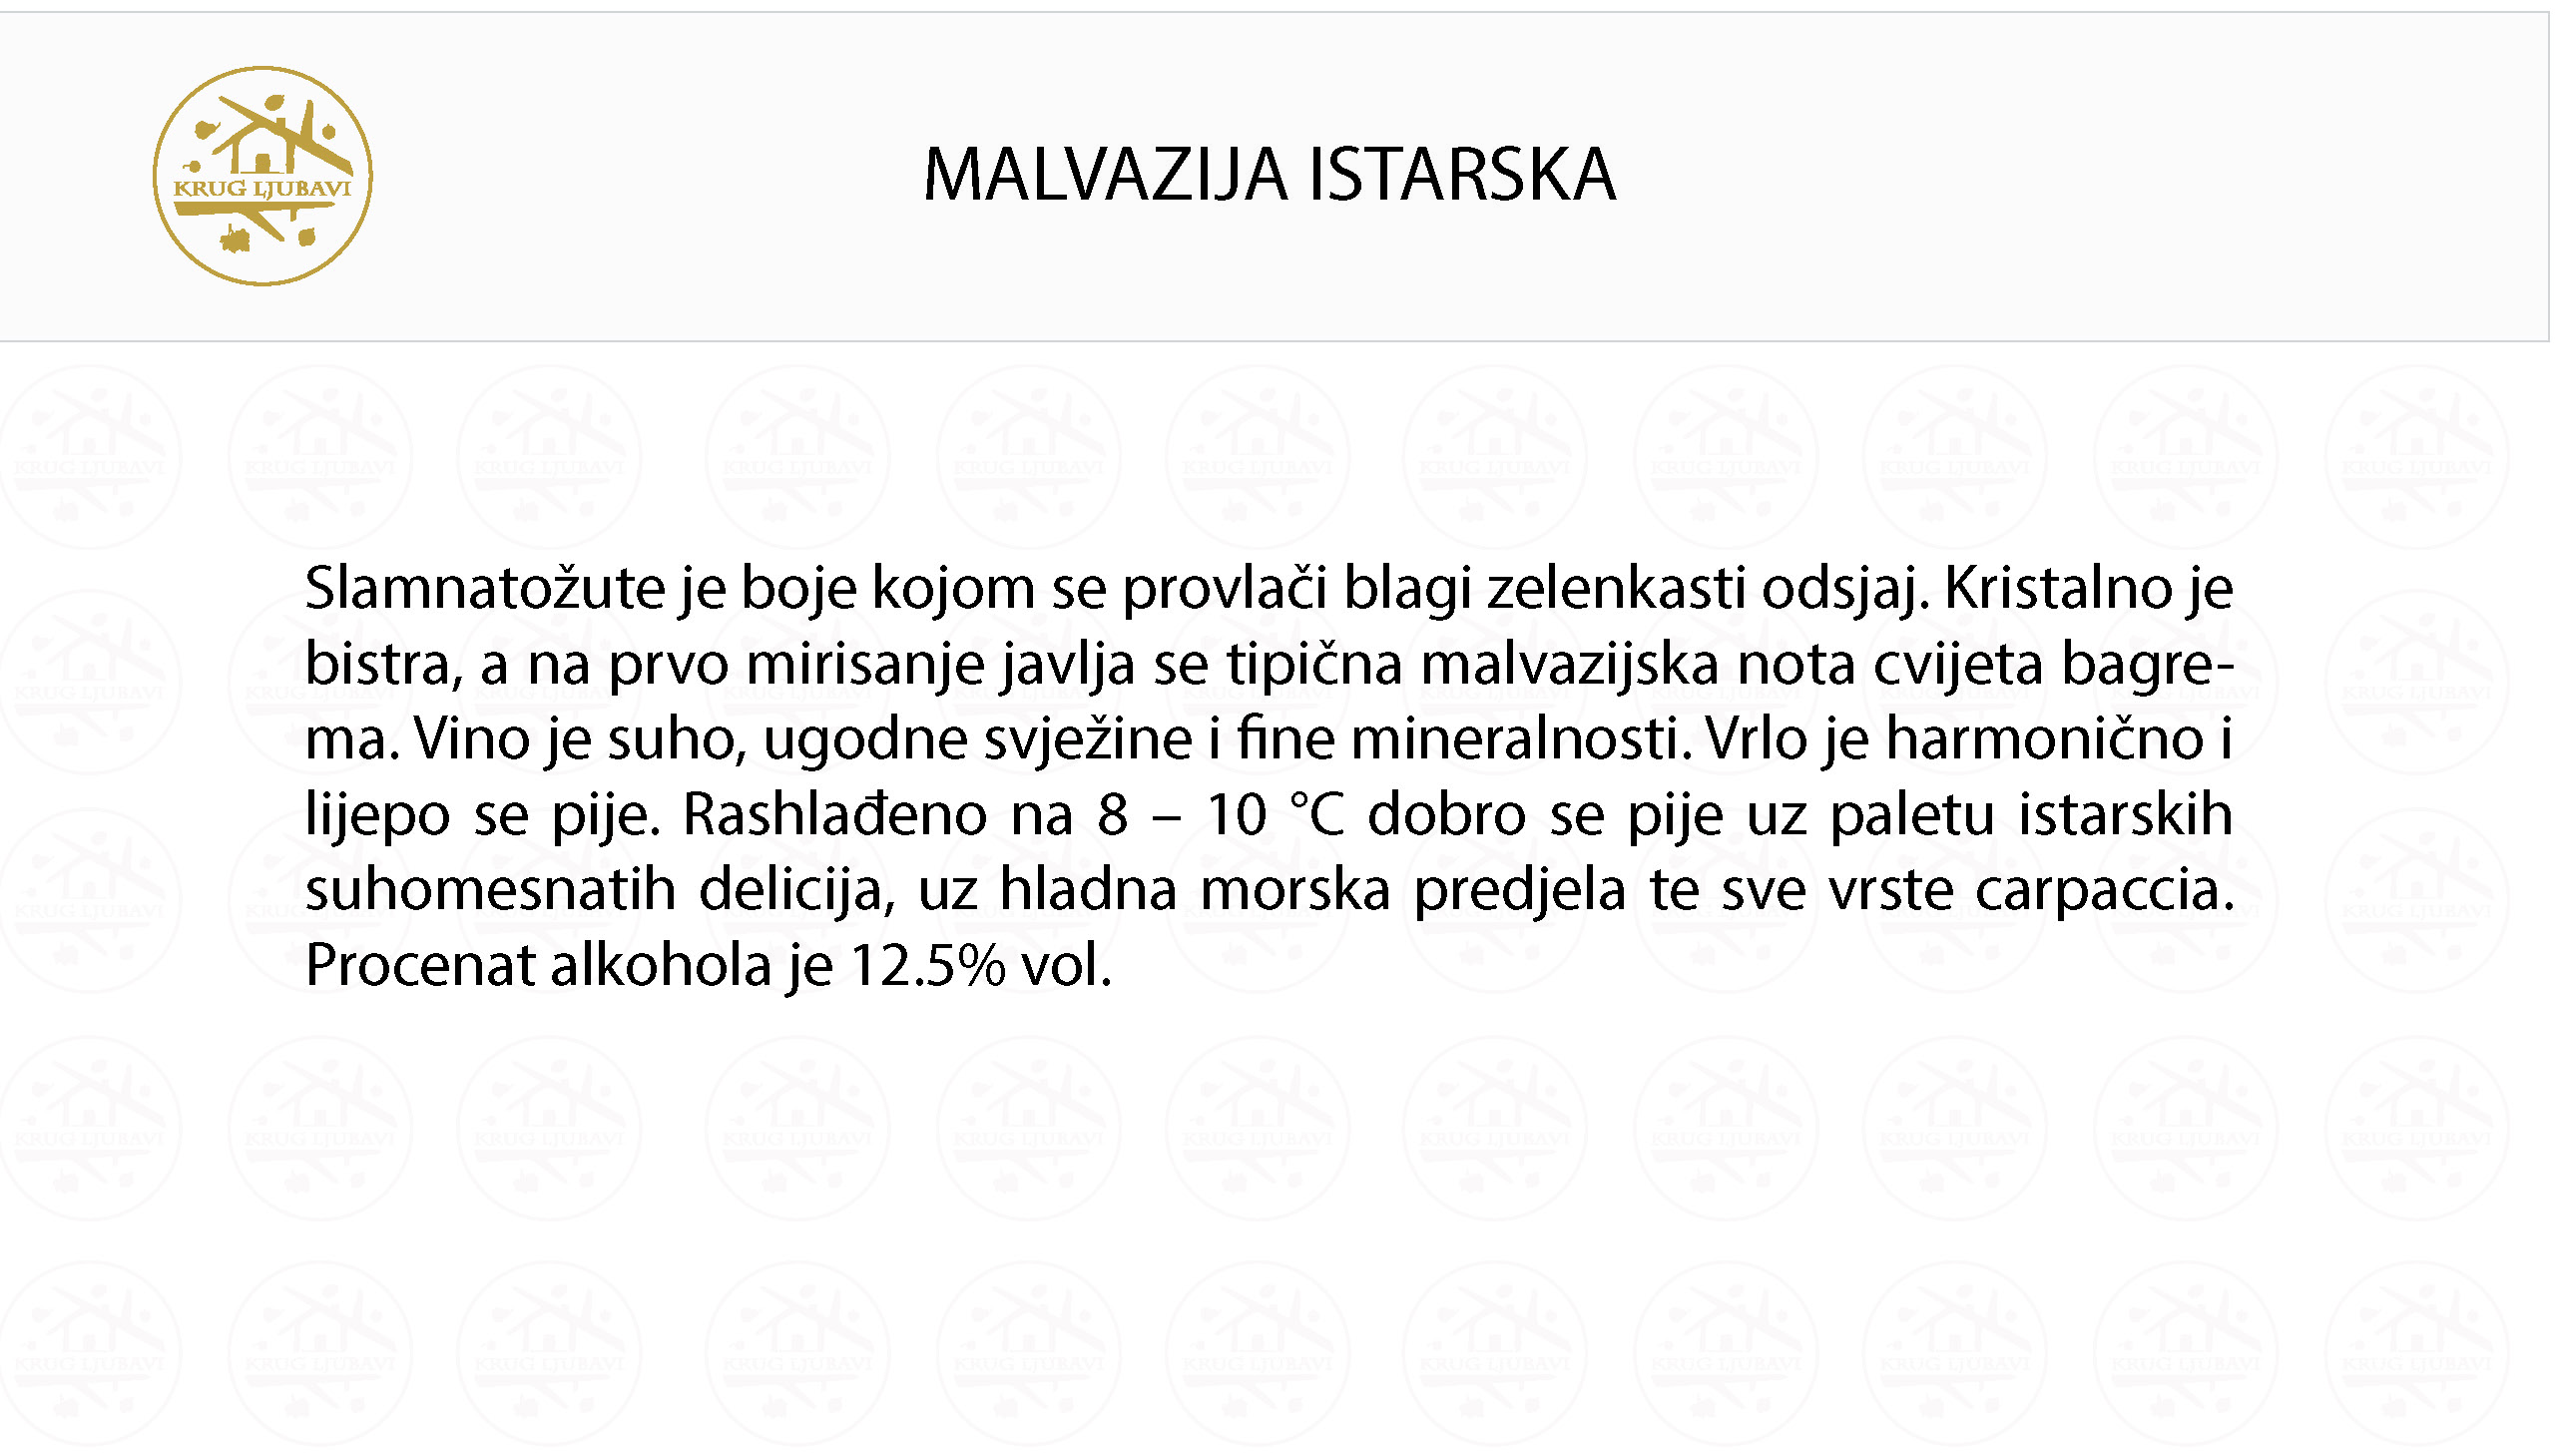 KRUG LJUBAVI
MALVAZIJA ISTARSKA
Slamnatožute je boje kojom se provlači blagi zelenkasti odsjaj. Kristalno je
bistra, a na prvo mirisanje javlja se tipična malvazijska nota cvijeta bagre-
ma. Vino je suho, ugodne svježine i fine mineralnosti. Vrlo je harmonično i
lijepo se pije. Rashlađeno na 8 – 10 °C dobro se pije uz paletu istarskih
suhomesnatih delicija, uz hladna morska predjela te sve vrste carpaccia.
Procenat alkohola je 12.5% vol.